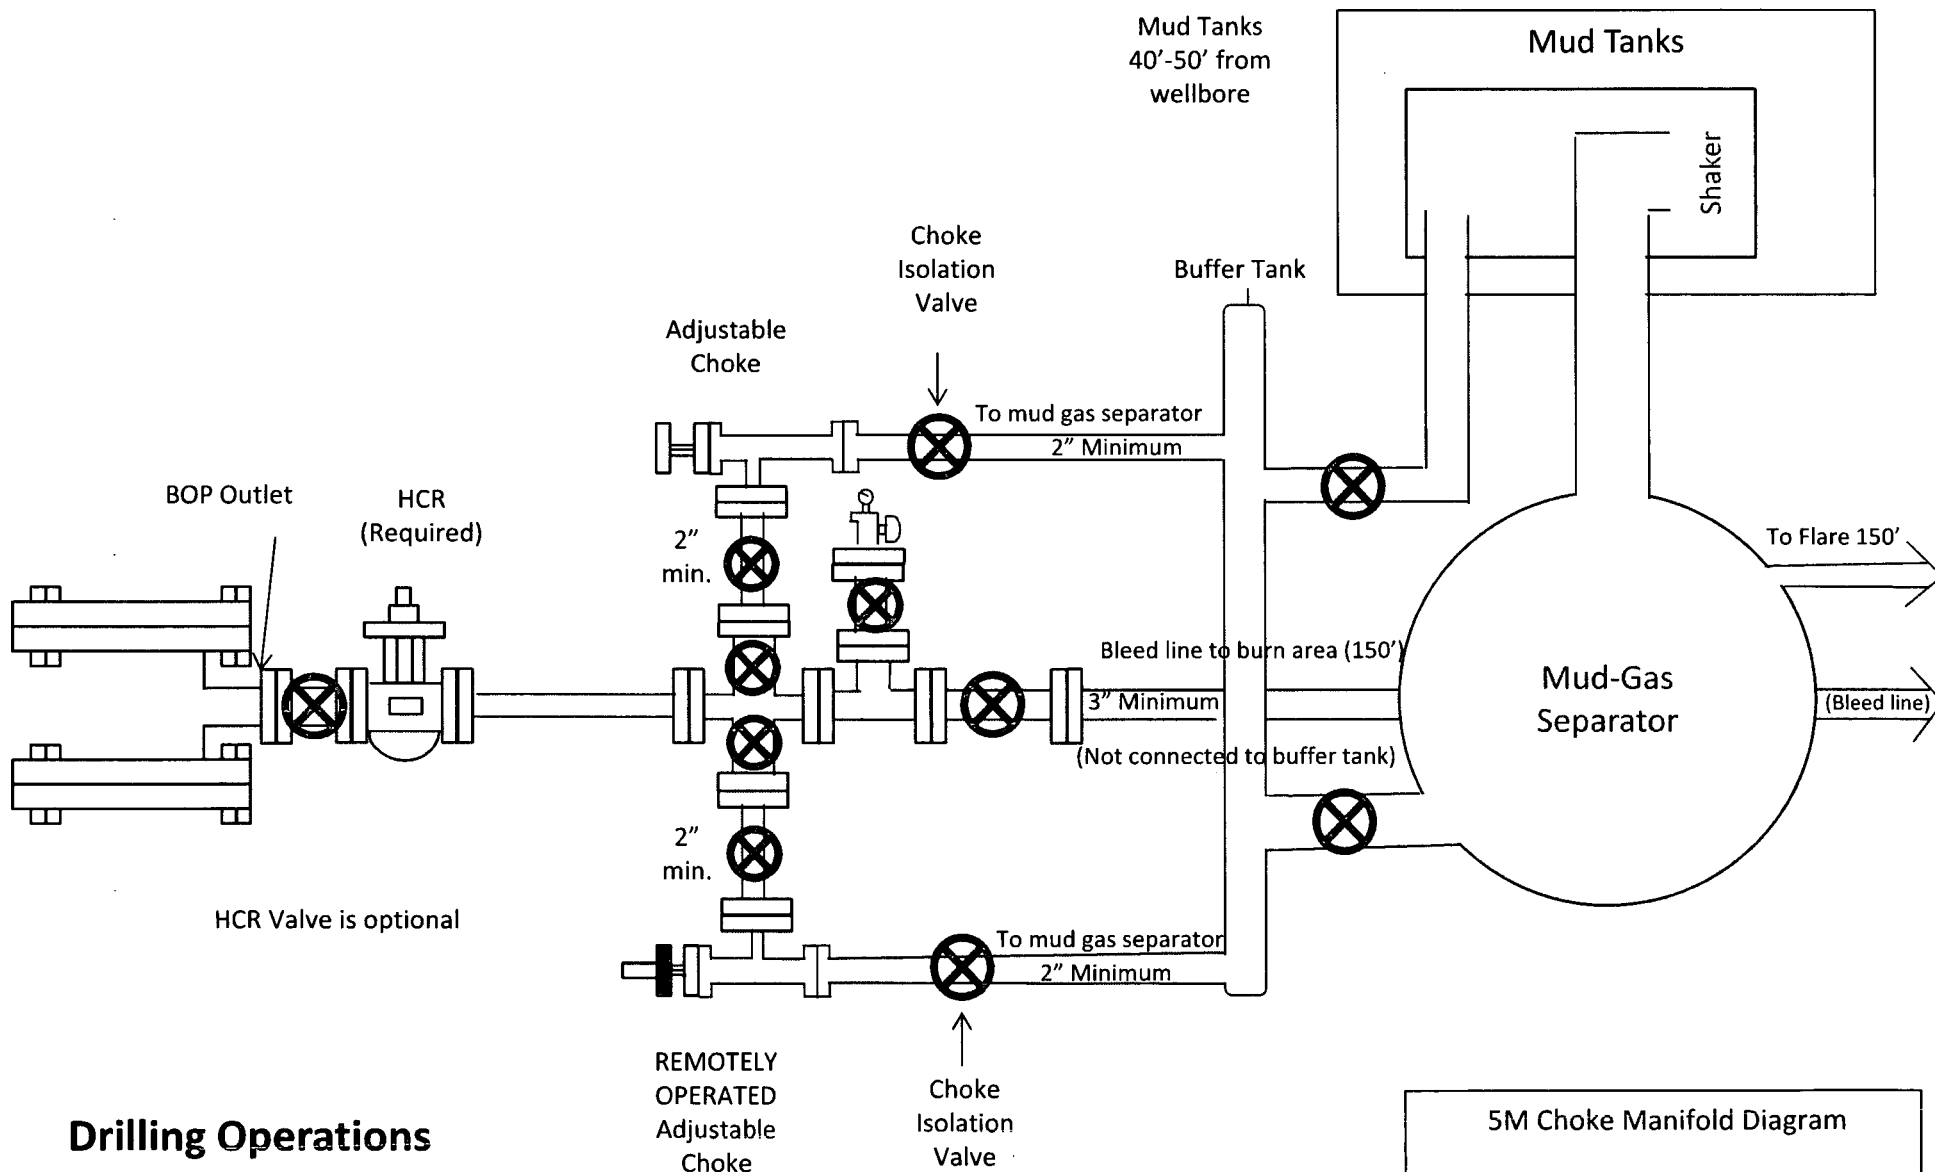 Mud Tanks
40’-50’ from
wellbore
Mud Tanks
Shaker
Choke
Isolation
Valve
Buffer Tank
Adjustable
Choke
To mud gas separator
2” Minimum
BOP Outlet
HCR
(Required)
2”
min.
To Flare 150’
Bleed line to burn area (150’)
3” Minimum
(Not connected to buffer tank)
Mud-Gas
Separator
(Bleed line)
2”
min.
HCR Valve is optional
To mud gas separator
2” Minimum
REMOTELY
OPERATED
Adjustable
Choke
Choke
Isolation
Valve
Drilling Operations
5M Choke Manifold Diagram